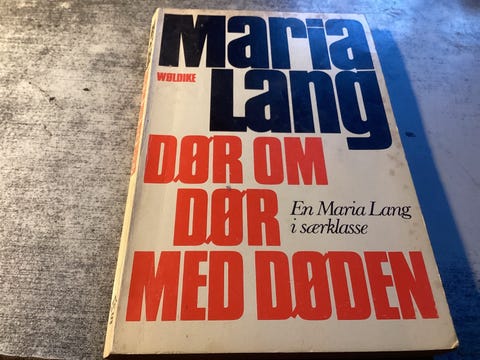 Maria
WØLDIKE
Lang
DØR OM
DØR
En Maria Lang
i særklasse
MED DØDEN